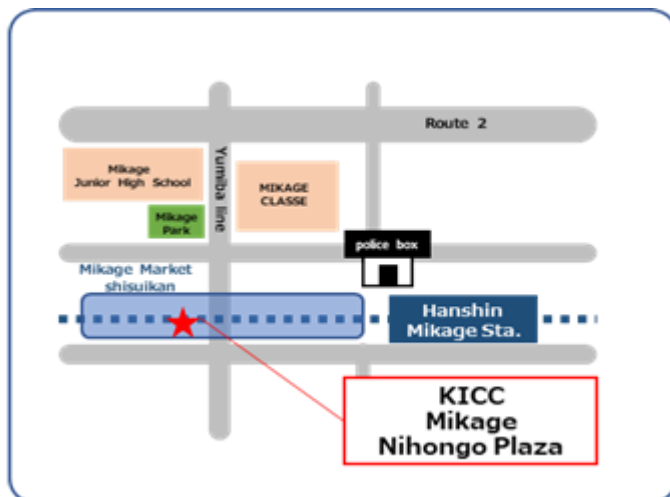 Route 2
Mikage
Junior High School
Yumiba line
MIKAGE
CLASSE
Mikage
Park
police box
Mikage Market
shisuikan
Hanshin
Mikage Sta.
KICC
Mikage
Nihongo Plaza